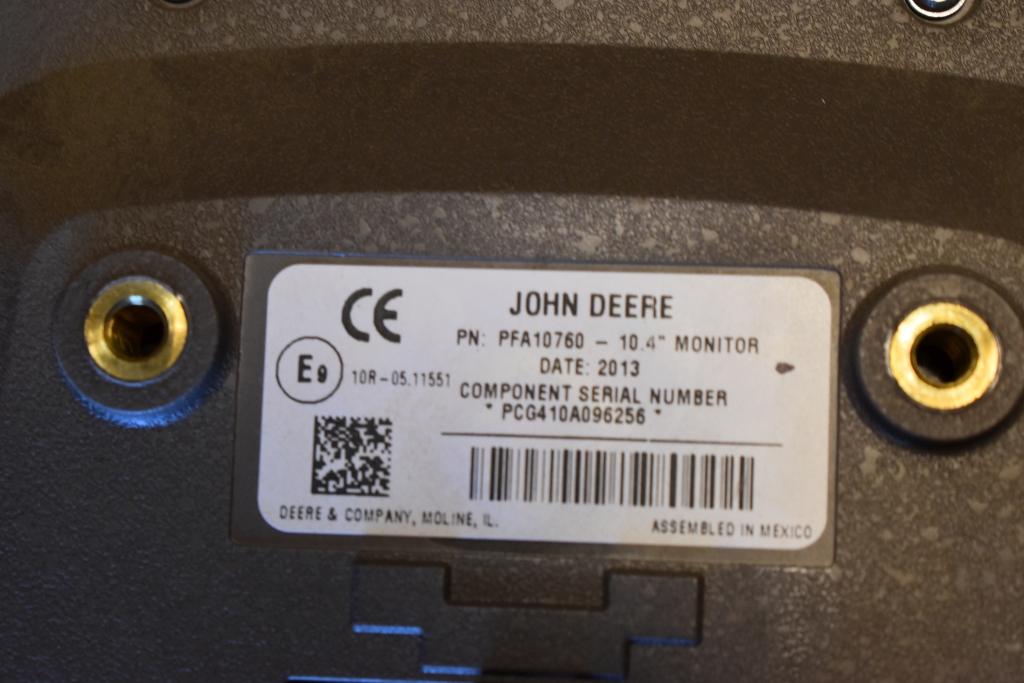 CE
JOHN DEERE
PN: PFA10760 - 10.4" MONITOR
DATE: 2013
E9 10R-05.11551
COMPONENT SERIAL NUMBER
* PCG410A096256 *
DEERE & COMPANY, MOLINE, IL.
ASSEMBLED IN MEXICO